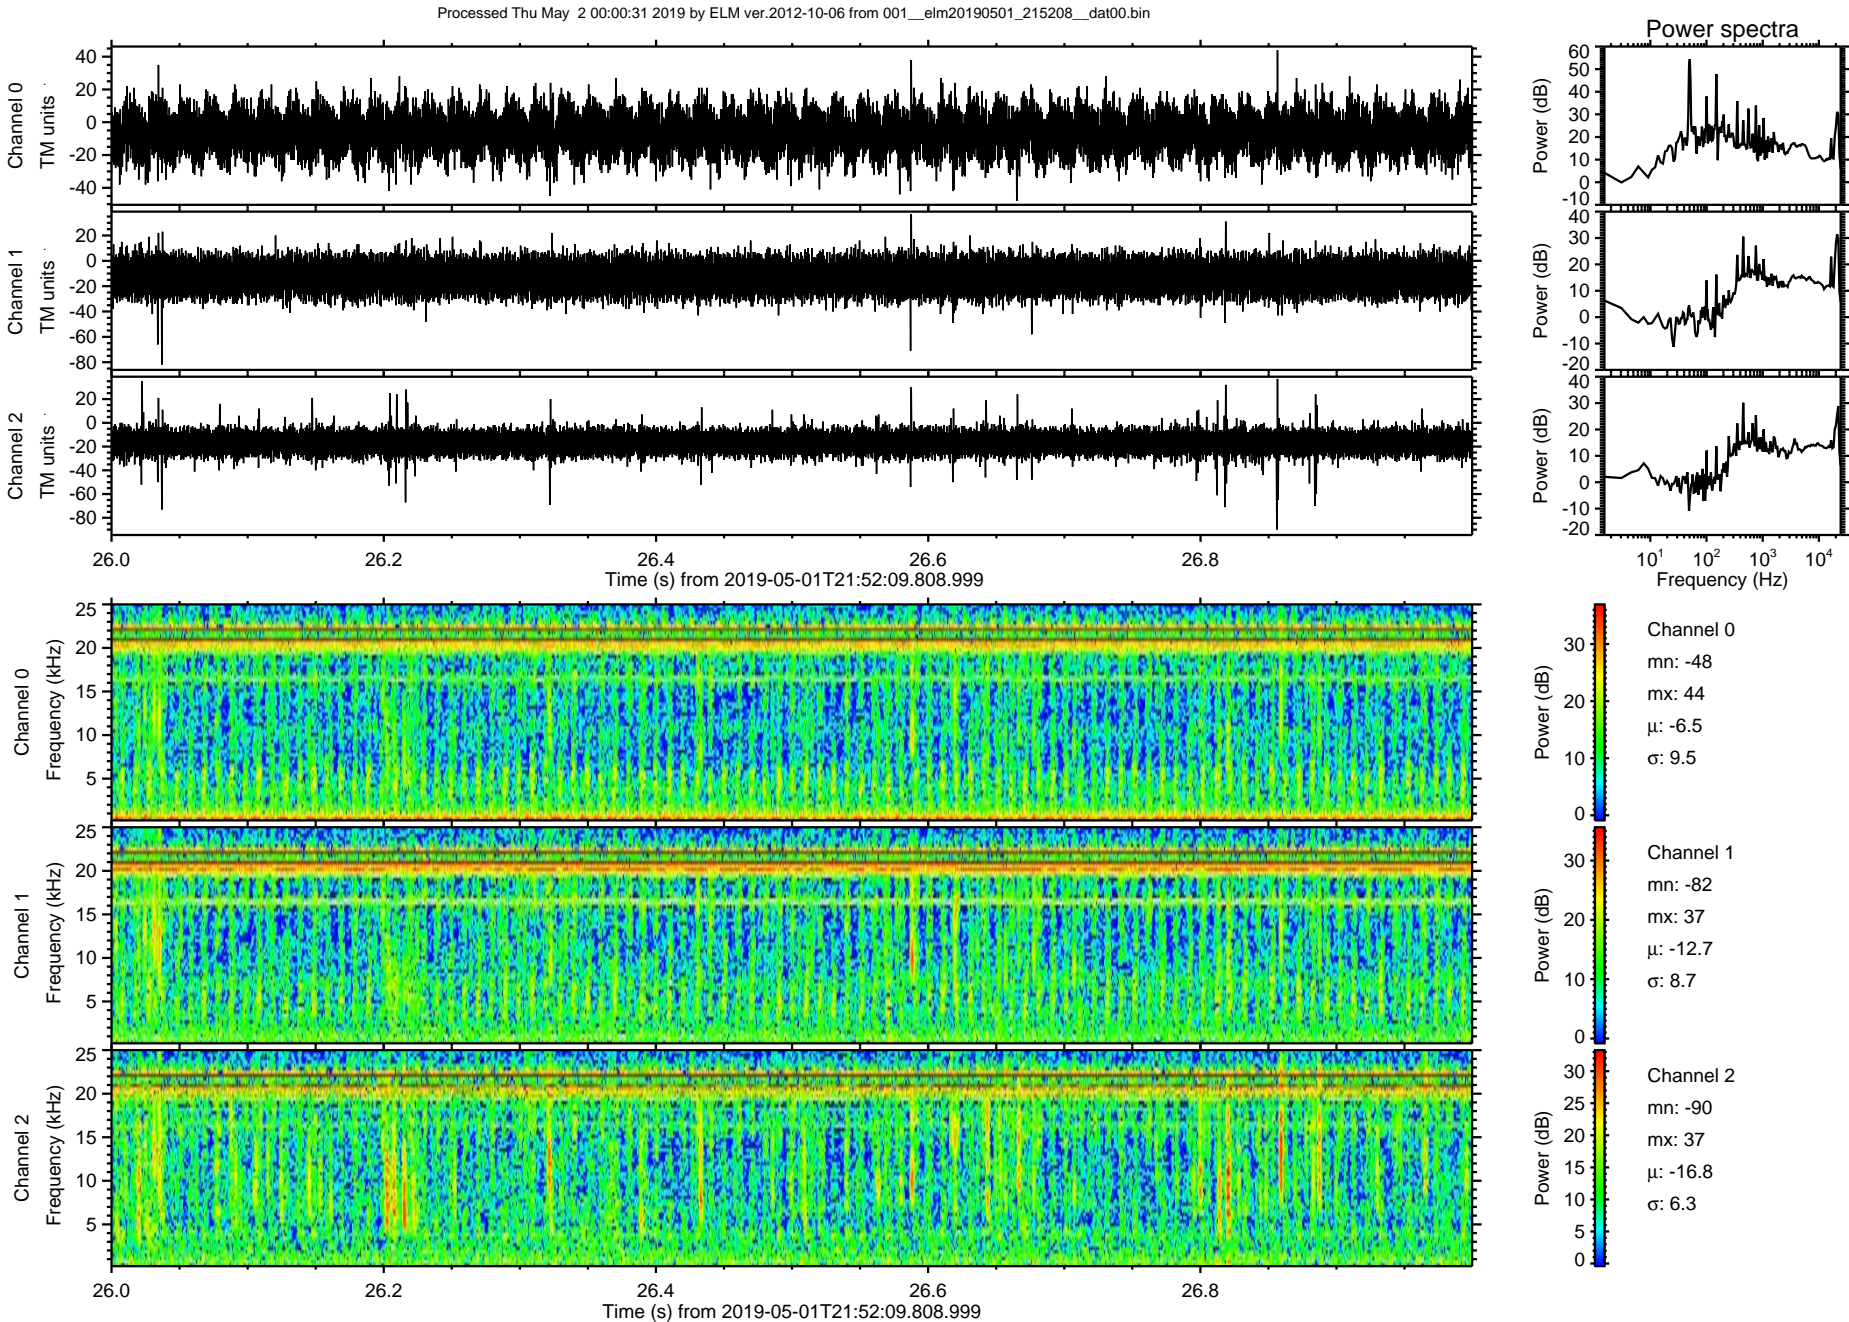 Processed Thu May  2 00:00:31 2019 by ELM ver.2012-10-06 from 001__elm20190501_215208__dat00.bin
Power spectra
Channel 0
TM units
40
20
0
-20
-40
Power (dB)
60
50
40
30
20
10
0
-10
Channel 1
TM units
20
0
-20
-40
-60
-80
Power (dB)
40
30
20
10
0
-10
-20
Channel 2
TM units
20
0
-20
-40
-60
-80
Power (dB)
40
30
20
10
0
-10
-20
26.0 26.2 26.4 26.6 26.8
Time (s) from 2019-05-01T21:52:09.808.999
10¹ 10² 10³ 10⁴
Frequency (Hz)
Channel 0
Frequency (kHz)
25
20
15
10
5
Power (dB)
30
20
10
0
Channel 0
mn: -48
mx: 44
μ: -6.5
σ: 9.5
Channel 1
Frequency (kHz)
25
20
15
10
5
Power (dB)
30
20
10
0
Channel 1
mn: -82
mx: 37
μ: -12.7
σ: 8.7
Channel 2
Frequency (kHz)
25
20
15
10
5
Power (dB)
30
25
20
15
10
5
0
Channel 2
mn: -90
mx: 37
μ: -16.8
σ: 6.3
26.0 26.2 26.4 26.6 26.8
Time (s) from 2019-05-01T21:52:09.808.999